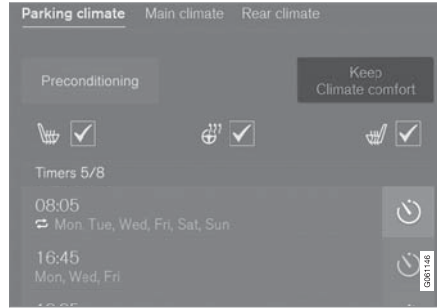 Parking climate Main climate Rear climate
Preconditioning
Keep
Climate comfort
Timers 5/8
08:05
Mon, Tue, Wed, Fri, Sat, Sun
16:45
Mon, Wed, Fri
G061146